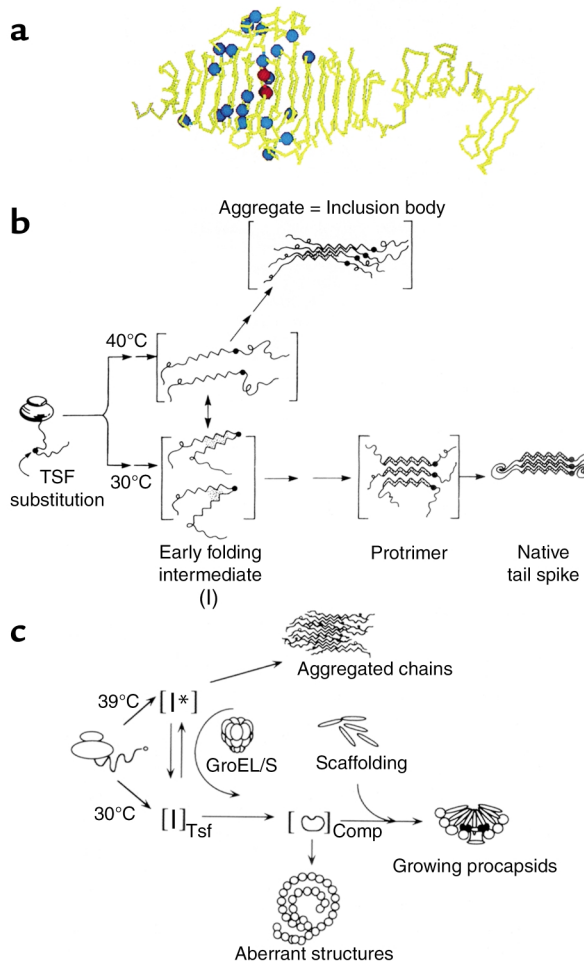 a
b
Aggregate = Inclusion body
40°C
TSF
substitution
30°C
Early folding
intermediate
(I)
Protrimer
Native
tail spike
c
Aggregated chains
39°C
[I*]
GroEL/S
Scaffolding
30°C
[I]Tsf
[ ]Comp
Growing procapsids
Aberrant structures